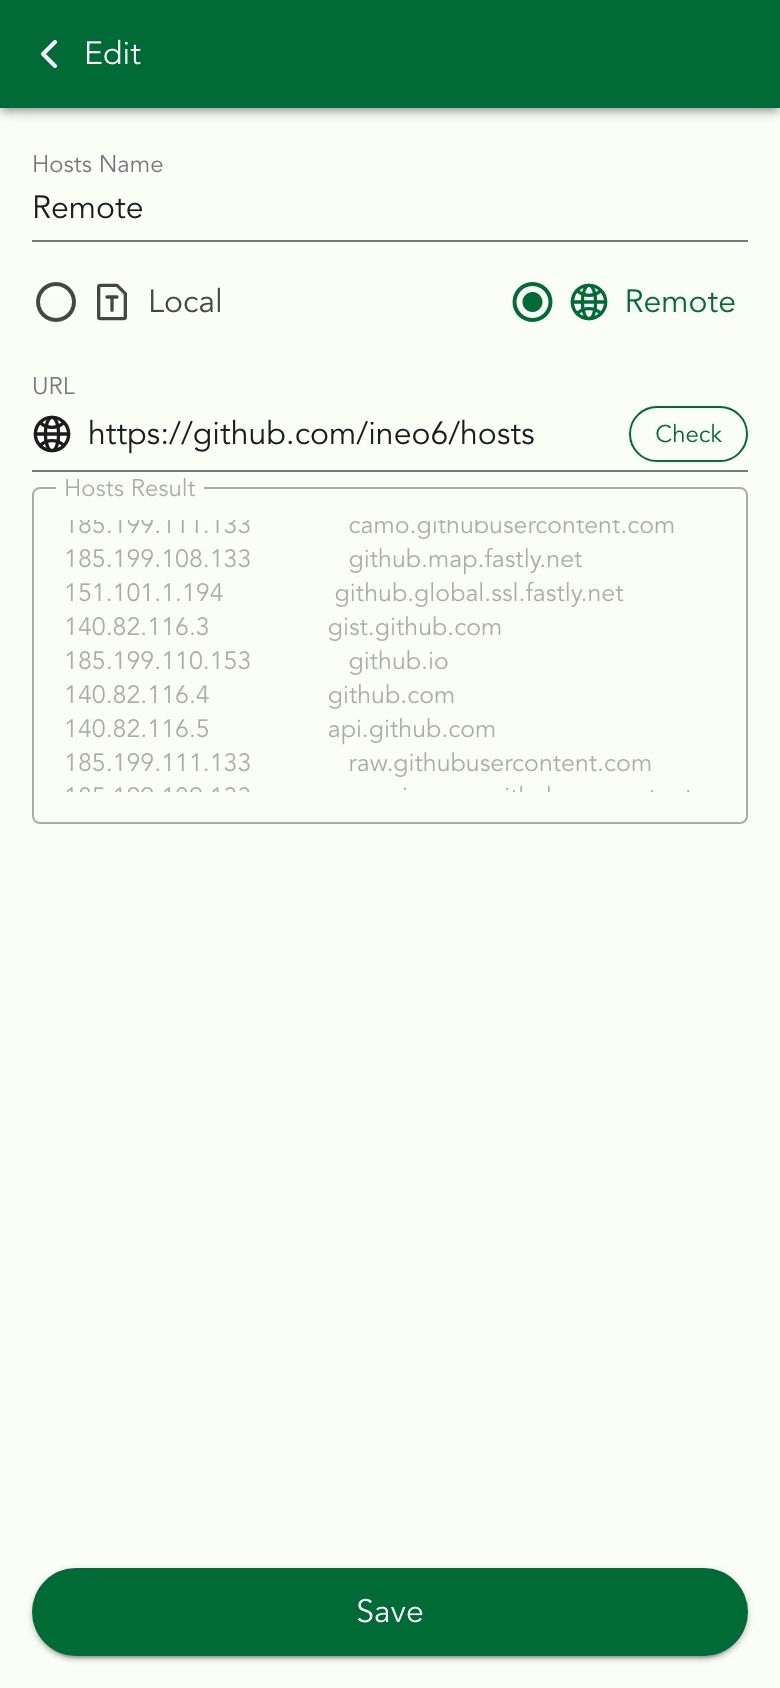 Edit
Hosts Name
Remote
Local
Remote
URL
https://github.com/ineo6/hosts
Check
Hosts Result
185.199.111.133 camo.githubusercontent.com
185.199.108.133 github.map.fastly.net
151.101.1.194 github.global.ssl.fastly.net
140.82.116.3 gist.github.com
185.199.110.153 github.io
140.82.116.4 github.com
140.82.116.5 api.github.com
185.199.111.133 raw.githubusercontent.com
Save